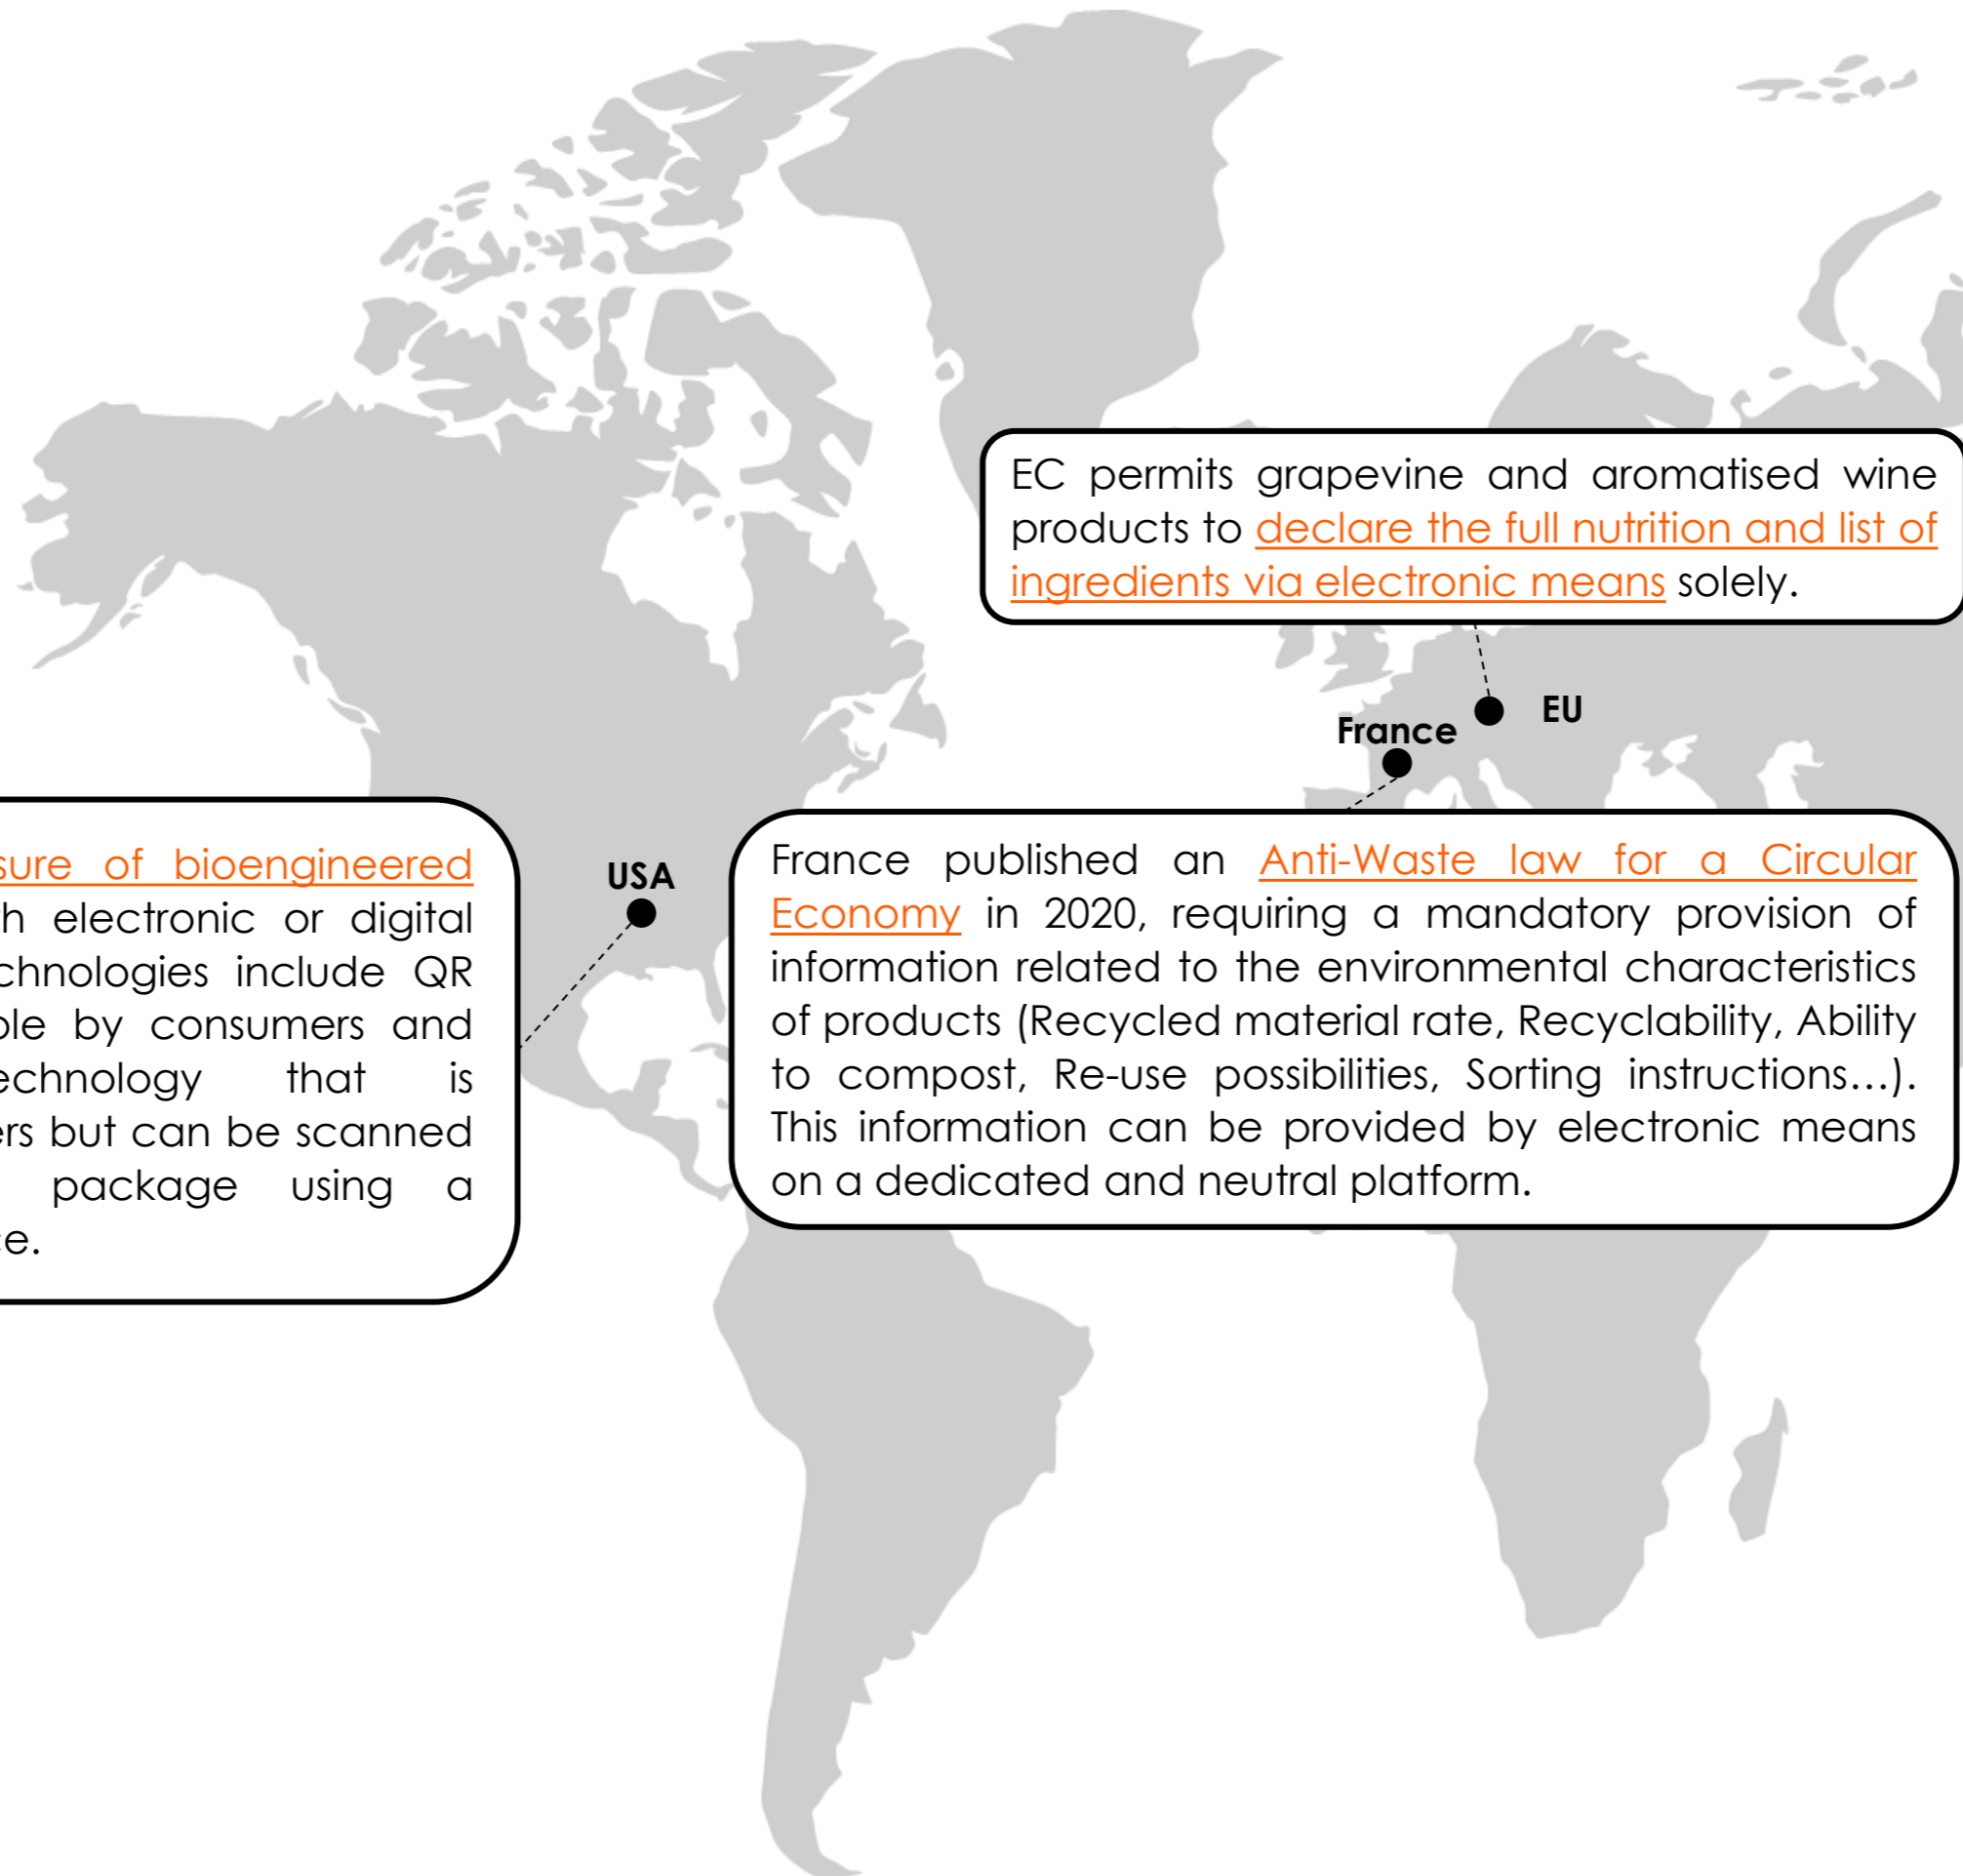 EC permits grapevine and aromatised wine
products to declare the full nutrition and list of
ingredients via electronic means solely.
EU
France
USA
sure of bioengineered
h electronic or digital
chnologies include QR
ble by consumers and
echnology that is
ers but can be scanned
package using a
ce.
France published an Anti-Waste law for a Circular
Economy in 2020, requiring a mandatory provision of
information related to the environmental characteristics
of products (Recycled material rate, Recyclability, Ability
to compost, Re-use possibilities, Sorting instructions...).
This information can be provided by electronic means
on a dedicated and neutral platform.